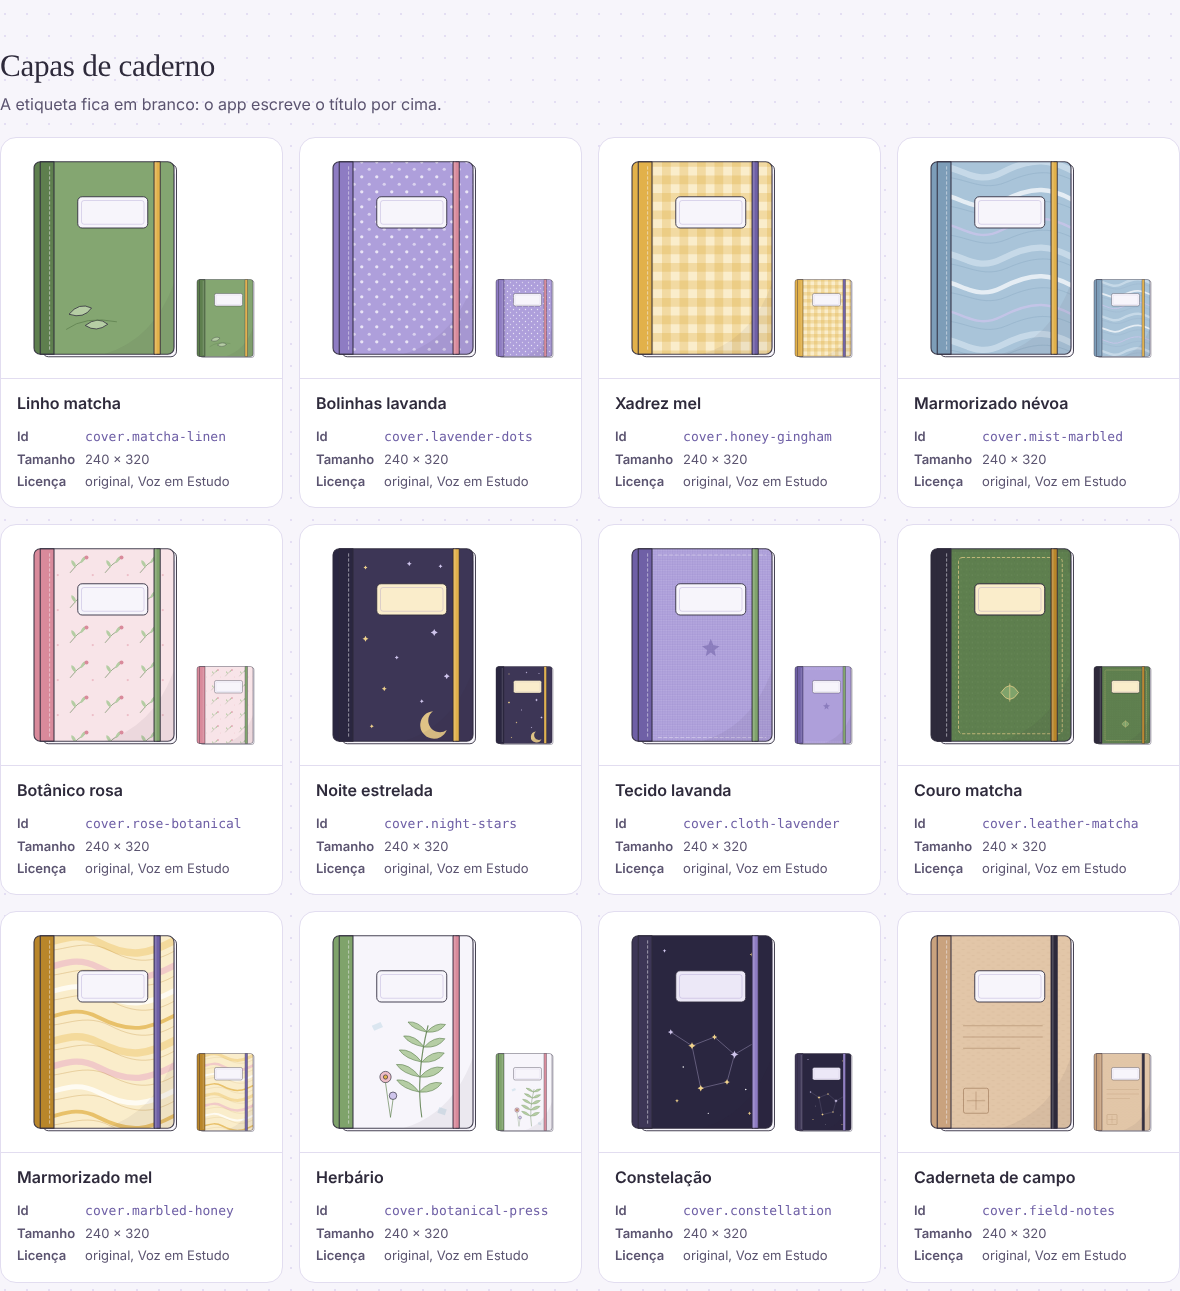 Capas de caderno
A etiqueta fica em branco: o app escreve o título por cima.
Linho matcha
Id cover.matcha-linen
Tamanho 240 × 320
Licença original, Voz em Estudo
Bolinhas lavanda
Id cover.lavender-dots
Tamanho 240 × 320
Licença original, Voz em Estudo
Xadrez mel
Id cover.honey-gingham
Tamanho 240 × 320
Licença original, Voz em Estudo
Marmorizado névoa
Id cover.mist-marbled
Tamanho 240 × 320
Licença original, Voz em Estudo
Botânico rosa
Id cover.rose-botanical
Tamanho 240 × 320
Licença original, Voz em Estudo
Noite estrelada
Id cover.night-stars
Tamanho 240 × 320
Licença original, Voz em Estudo
Tecido lavanda
Id cover.cloth-lavender
Tamanho 240 × 320
Licença original, Voz em Estudo
Couro matcha
Id cover.leather-matcha
Tamanho 240 × 320
Licença original, Voz em Estudo
Marmorizado mel
Id cover.marbled-honey
Tamanho 240 × 320
Licença original, Voz em Estudo
Herbário
Id cover.botanical-press
Tamanho 240 × 320
Licença original, Voz em Estudo
Constelação
Id cover.constellation
Tamanho 240 × 320
Licença original, Voz em Estudo
Caderneta de campo
Id cover.field-notes
Tamanho 240 × 320
Licença original, Voz em Estudo